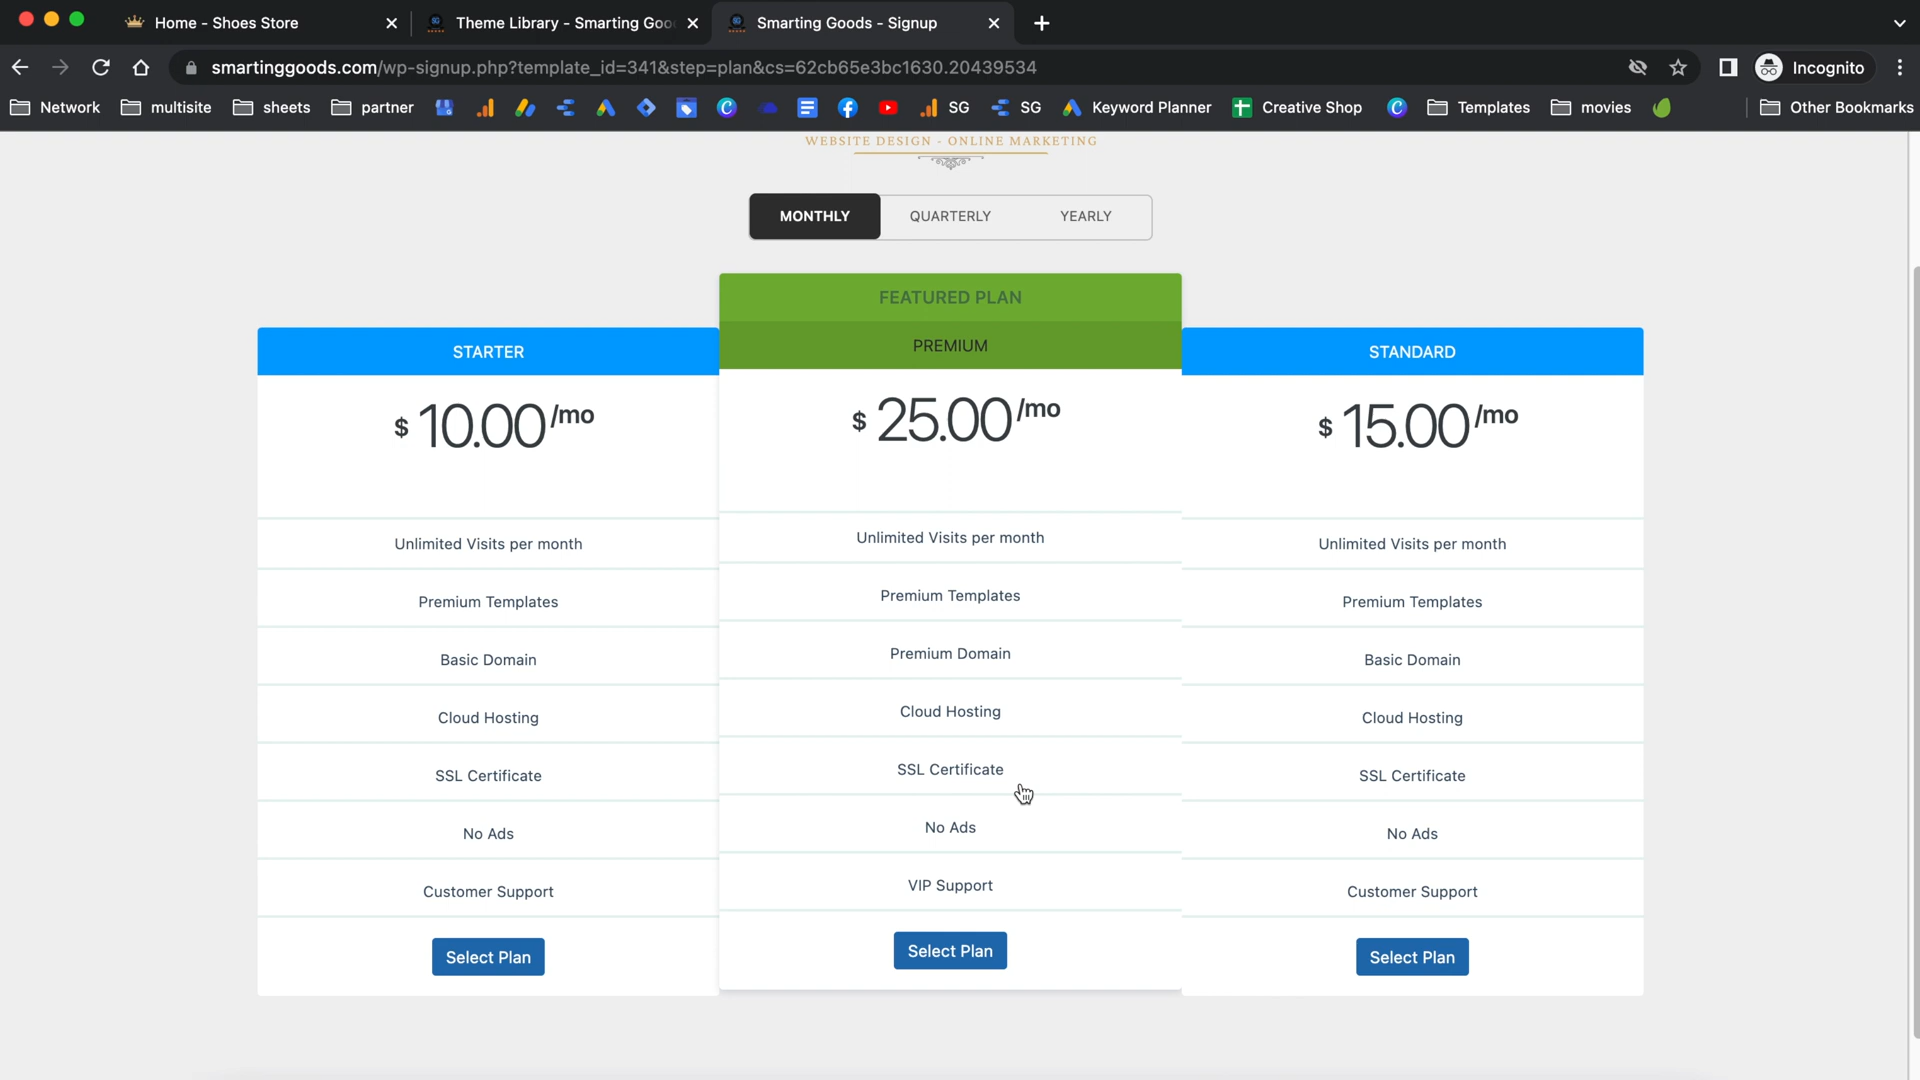 Home - Shoes Store
Theme Library - Smarting Goo
Smarting Goods - Signup
smartinggoods.com/wp-signup.php?template_id=341&step=plan&cs=62cb65e3bc1630.20439534
Incognito
Network
multisite
sheets
partner
SG
SG
Keyword Planner
Creative Shop
Templates
movies
Other Bookmarks
WEBSITE DESIGN - ONLINE MARKETING
MONTHLY
QUARTERLY
YEARLY
FEATURED PLAN
STARTER
$ 10.00/mo
Unlimited Visits per month
Premium Templates
Basic Domain
Cloud Hosting
SSL Certificate
No Ads
Customer Support
Select Plan
PREMIUM
$ 25.00/mo
Unlimited Visits per month
Premium Templates
Premium Domain
Cloud Hosting
SSL Certificate
No Ads
VIP Support
Select Plan
STANDARD
$ 15.00/mo
Unlimited Visits per month
Premium Templates
Basic Domain
Cloud Hosting
SSL Certificate
No Ads
Customer Support
Select Plan